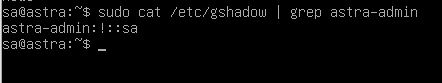 sa@astra:~$ sudo cat /etc/gshadow | grep astra-admin
astra-admin:!::sa
sa@astra:~$ _